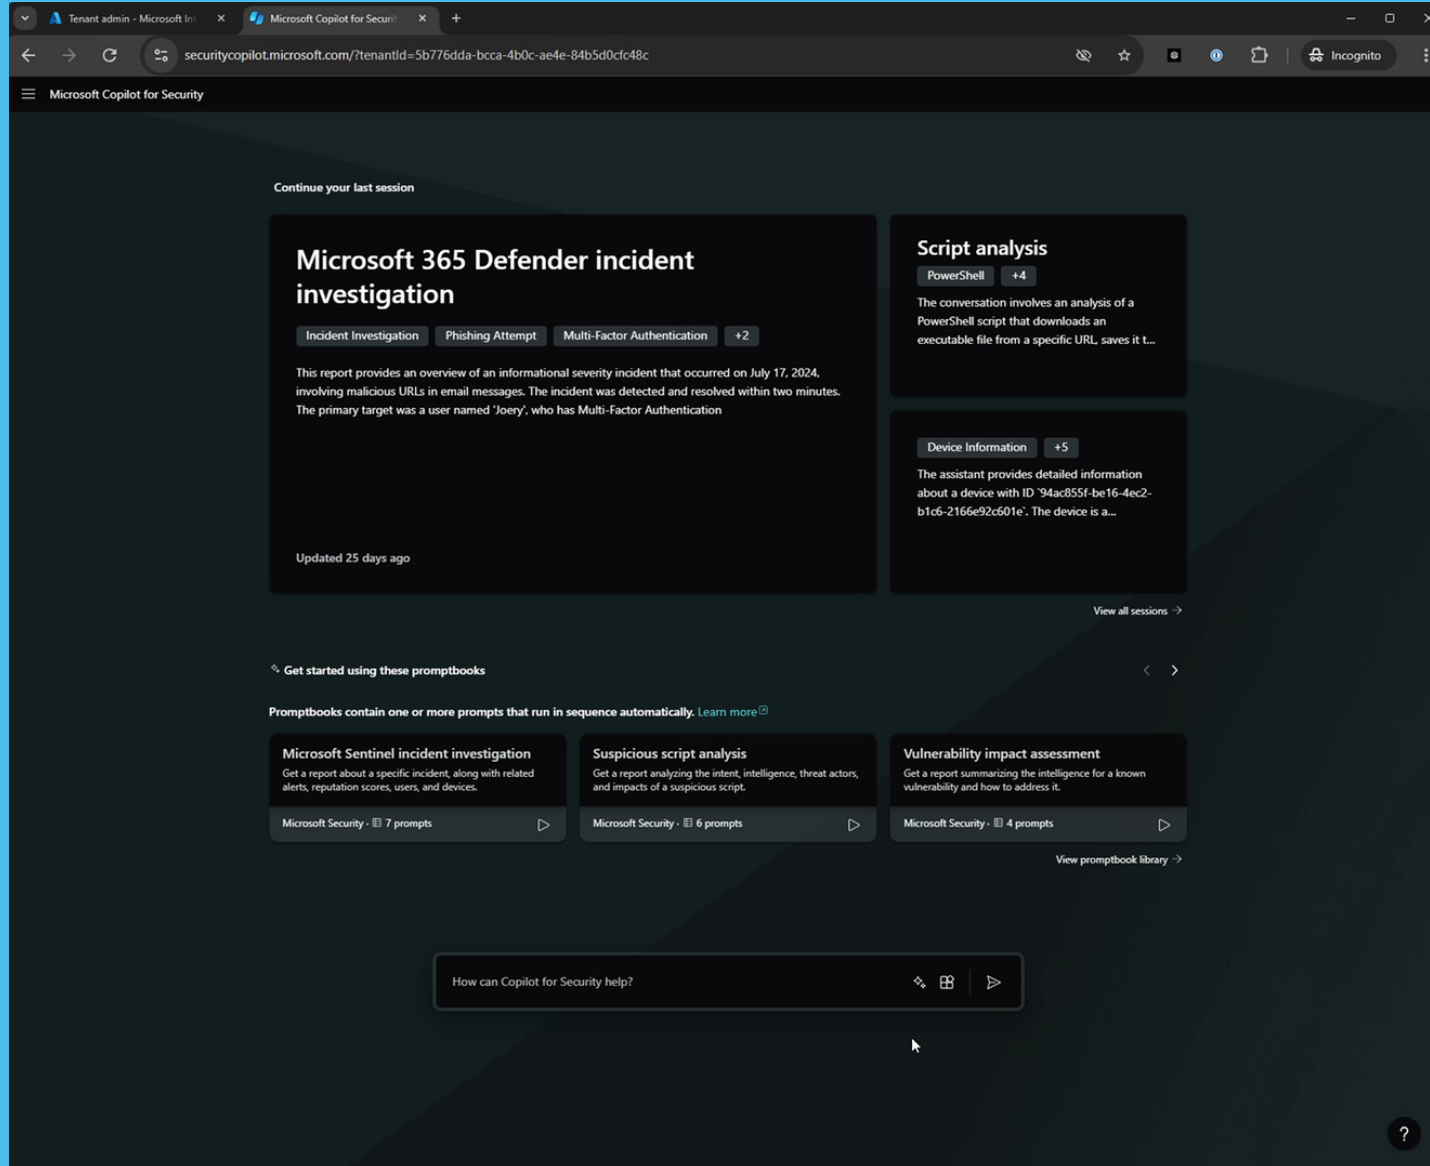 Tenant admin - Microsoft Int
Microsoft Copilot for Securit
securitycopilot.microsoft.com/?tenantId=5b776dda-bcca-4b0c-ae4e-84b5d0cfc48c
Incognito
Microsoft Copilot for Security
Continue your last session
Microsoft 365 Defender incident
investigation
Incident Investigation
Phishing Attempt
Multi-Factor Authentication
+2
This report provides an overview of an informational severity incident that occurred on July 17, 2024,
involving malicious URLs in email messages. The incident was detected and resolved within two minutes.
The primary target was a user named 'Joery', who has Multi-Factor Authentication
Updated 25 days ago
Script analysis
PowerShell
+4
The conversation involves an analysis of a
PowerShell script that downloads an
executable file from a specific URL, saves it t...
Device Information
+5
The assistant provides detailed information
about a device with ID `94ac855f-be16-4ec2-
b1c6-2166e92c601e`. The device is a...
View all sessions
Get started using these promptbooks
Promptbooks contain one or more prompts that run in sequence automatically. Learn more
Microsoft Sentinel incident investigation
Get a report about a specific incident, along with related
alerts, reputation scores, users, and devices.
Microsoft Security · 7 prompts
Suspicious script analysis
Get a report analyzing the intent, intelligence, threat actors,
and impacts of a suspicious script.
Microsoft Security · 6 prompts
Vulnerability impact assessment
Get a report summarizing the intelligence for a known
vulnerability and how to address it.
Microsoft Security · 4 prompts
View promptbook library
How can Copilot for Security help?
?